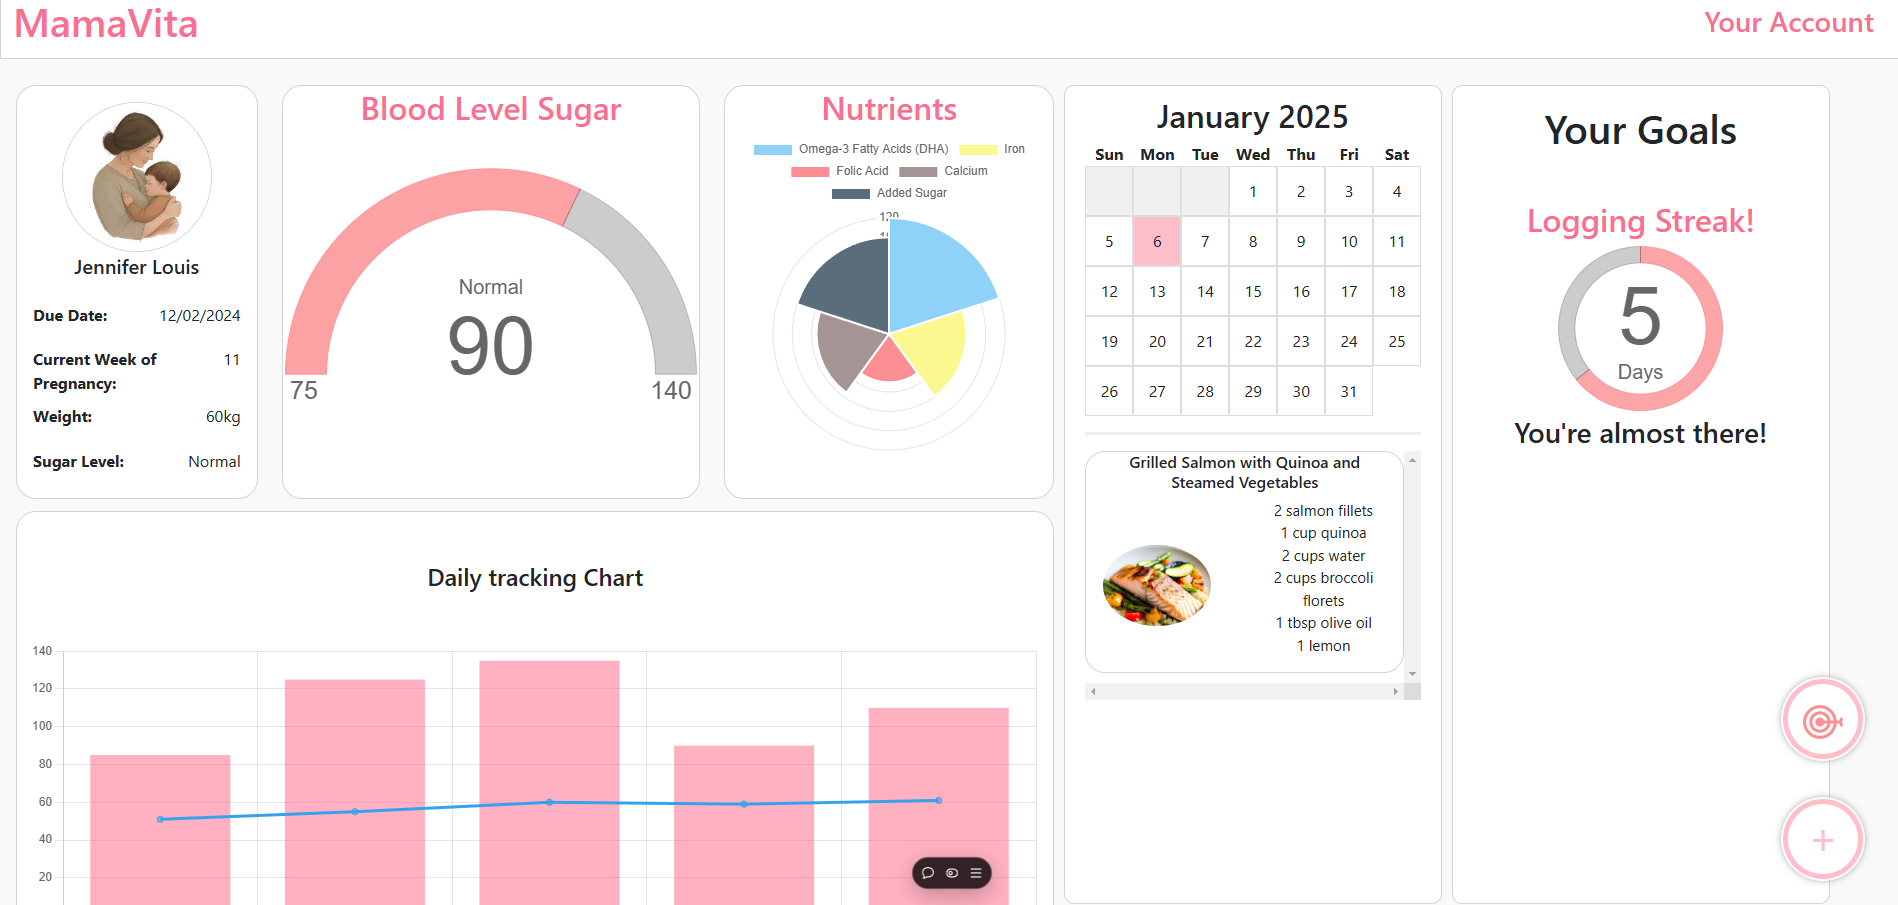 MamaVita
Your Account
Jennifer Louis
Due Date: 12/02/2024
Current Week of 11
Pregnancy:
Weight: 60kg
Sugar Level: Normal
Blood Level Sugar
Normal
90
75 140
Nutrients
Omega-3 Fatty Acids (DHA) Iron
Folic Acid Calcium
Added Sugar
120
January 2025
Sun Mon Tue Wed Thu Fri Sat
1 2 3 4
5 6 7 8 9 10 11
12 13 14 15 16 17 18
19 20 21 22 23 24 25
26 27 28 29 30 31
Grilled Salmon with Quinoa and
Steamed Vegetables
2 salmon fillets
1 cup quinoa
2 cups water
2 cups broccoli
florets
1 tbsp olive oil
1 lemon
Your Goals
Logging Streak!
5
Days
You're almost there!
Daily tracking Chart
140
120
100
80
60
40
20